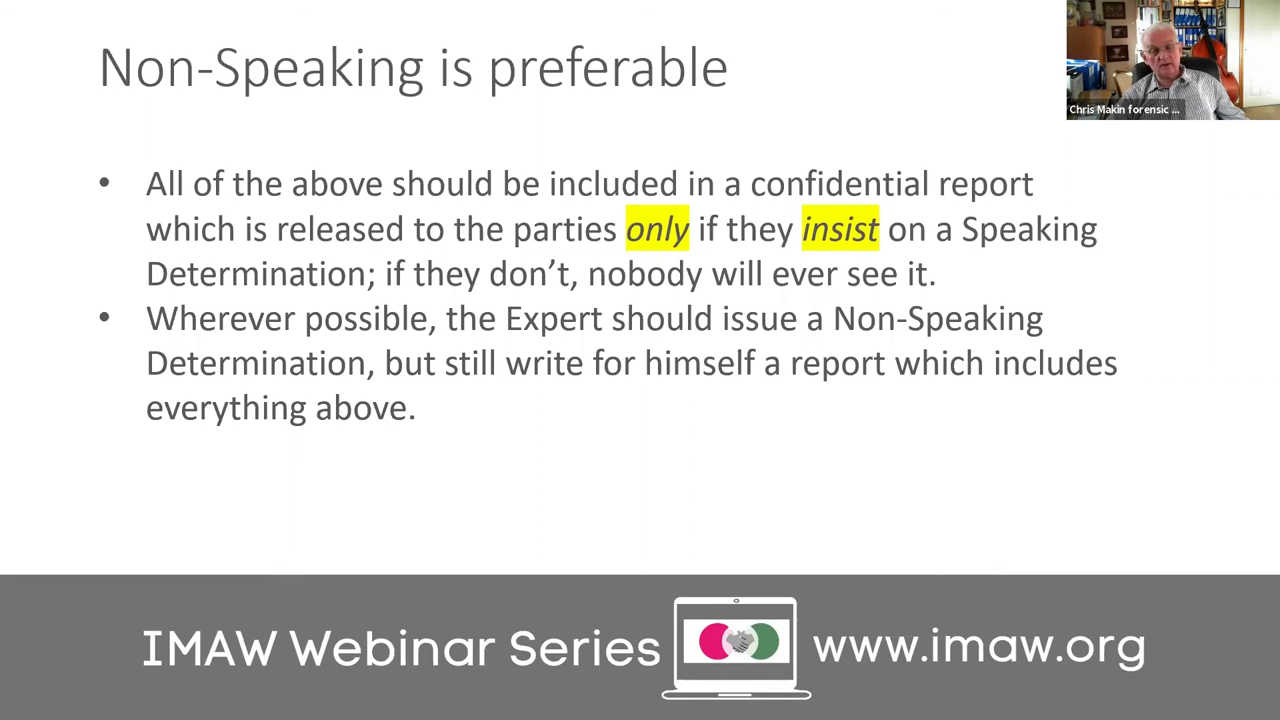 Non-Speaking is preferable
Chris Makin forensic ...
• All of the above should be included in a confidential report
which is released to the parties only if they insist on a Speaking
Determination; if they don’t, nobody will ever see it.
• Wherever possible, the Expert should issue a Non-Speaking
Determination, but still write for himself a report which includes
everything above.
IMAW Webinar Series www.imaw.org